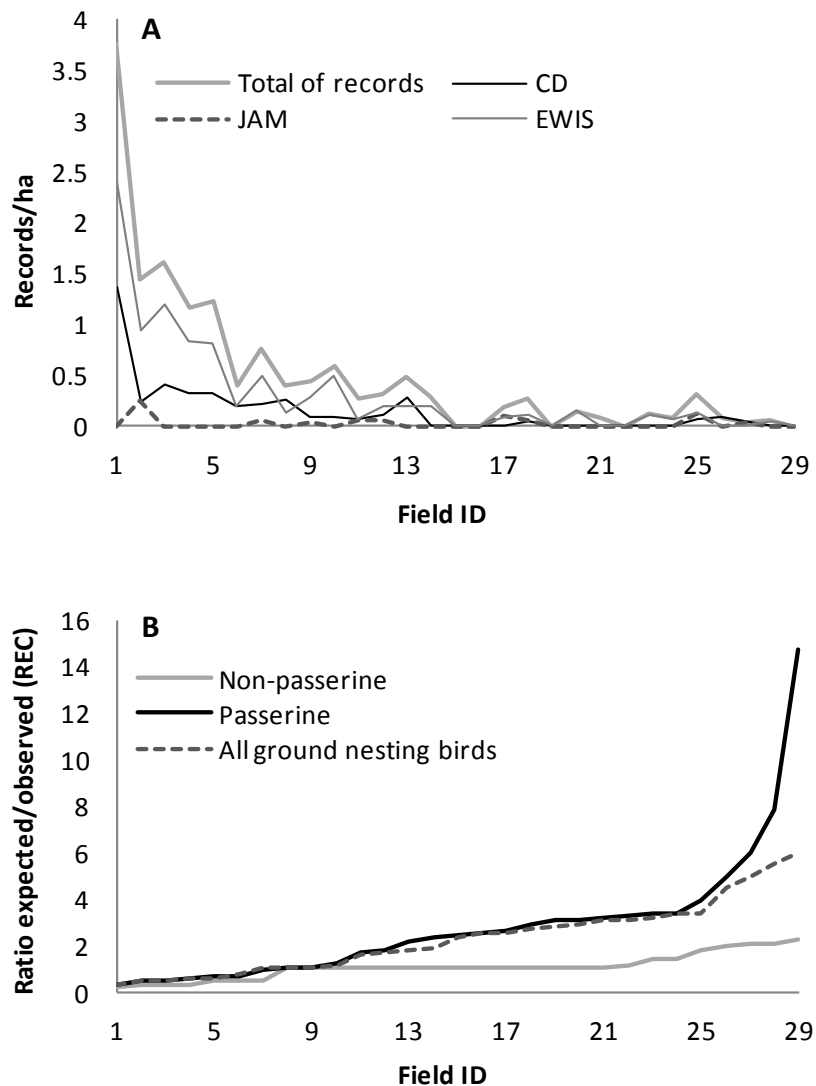 A
4
3.5
3
2.5
2
1.5
1
0.5
0
Records/ha
Total of records
CD
JAM
EWIS
1 5 9 13 17 21 25 29
Field ID
B
16
14
12
10
8
6
4
2
0
Ratio expected/observed (REC)
Non-passerine
Passerine
All ground nesting birds
1 5 9 13 17 21 25 29
Field ID